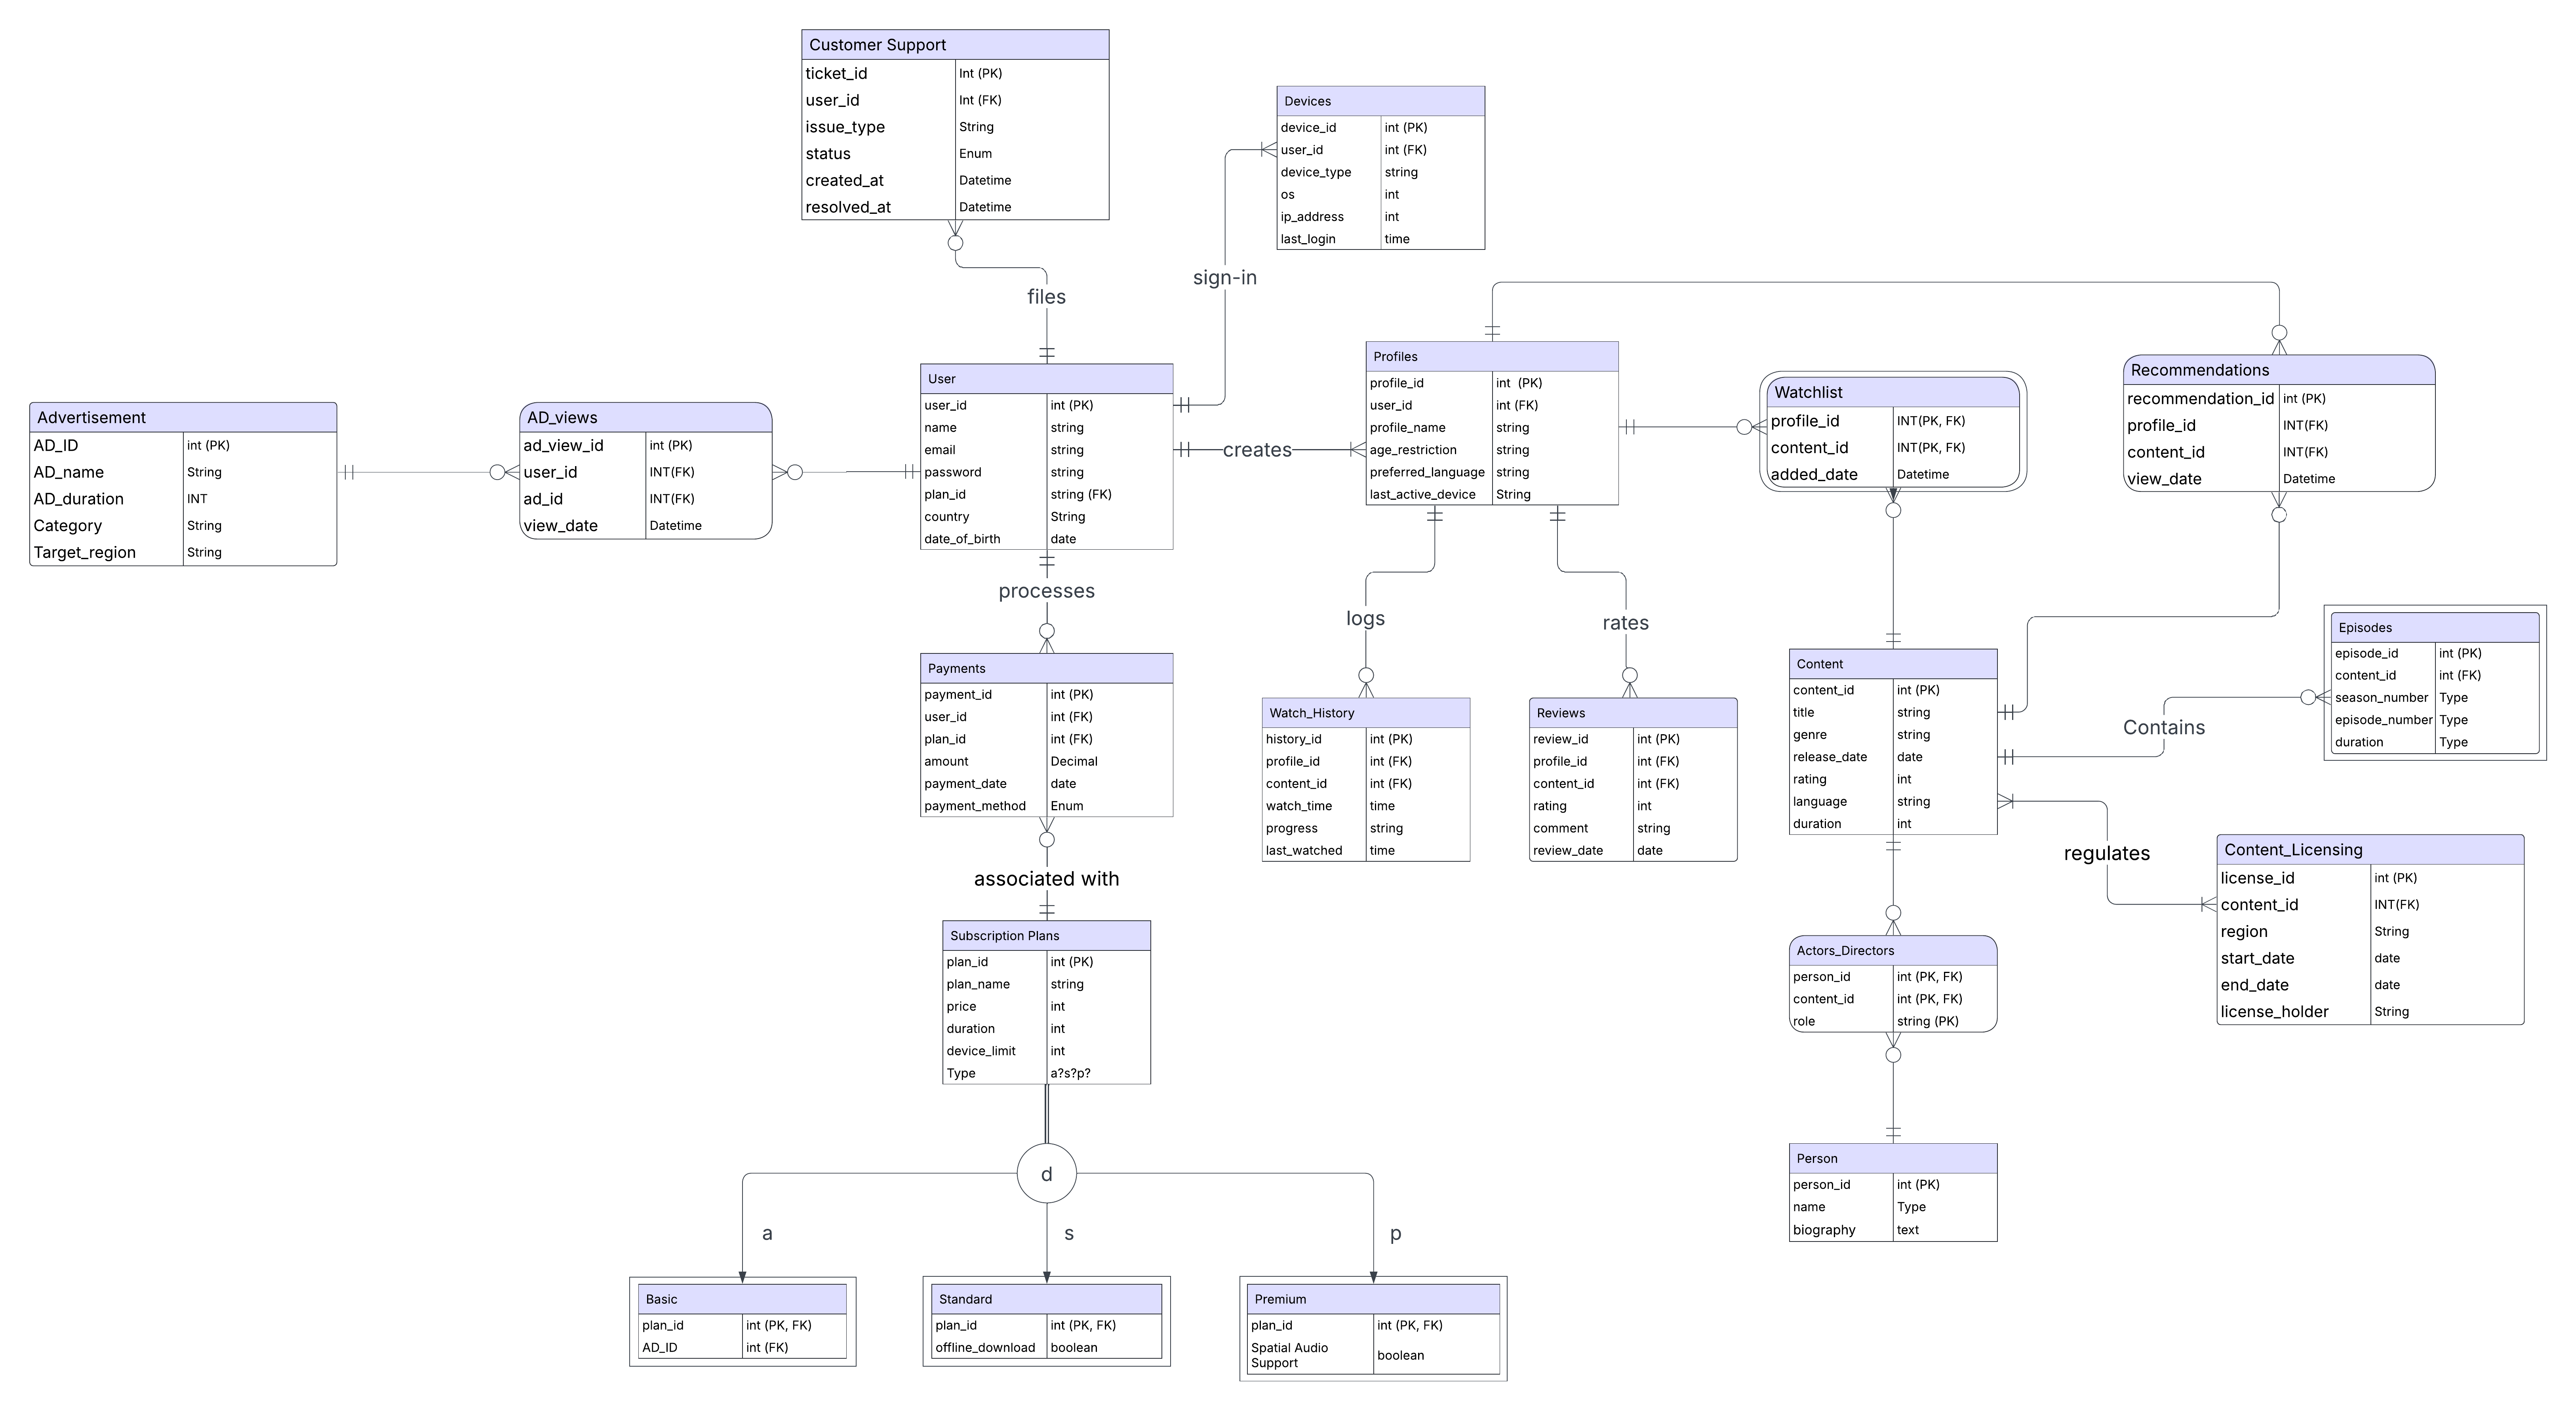 Customer Support
ticket_id Int (PK)
user_id Int (FK)
issue_type String
status Enum
created_at Datetime
resolved_at Datetime
Devices
device_id int (PK)
user_id int (FK)
device_type string
os int
ip_address int
last_login time
sign-in
files
User
user_id int (PK)
name string
email string
password string
plan_id string (FK)
country String
date_of_birth date
Profiles
profile_id int (PK)
user_id int (FK)
profile_name string
age_restriction string
preferred_language string
last_active_device String
Watchlist
profile_id INT(PK, FK)
content_id INT(PK, FK)
added_date Datetime
Recommendations
recommendation_id int (PK)
profile_id INT(FK)
content_id INT(FK)
view_date Datetime
Advertisement
AD_ID int (PK)
AD_name String
AD_duration INT
Category String
Target_region String
AD_views
ad_view_id int (PK)
user_id INT(FK)
ad_id INT(FK)
view_date Datetime
creates
processes
logs
rates
Payments
payment_id int (PK)
user_id int (FK)
plan_id int (FK)
amount Decimal
payment_date date
payment_method Enum
Watch_History
history_id int (PK)
profile_id int (FK)
content_id int (FK)
watch_time time
progress string
last_watched time
Reviews
review_id int (PK)
profile_id int (FK)
content_id int (FK)
rating int
comment string
review_date date
Content
content_id int (PK)
title string
genre string
release_date date
rating int
language string
duration int
Contains
Episodes
episode_id int (PK)
content_id int (FK)
season_number Type
episode_number Type
duration Type
regulates
Content_Licensing
license_id int (PK)
content_id INT(FK)
region String
start_date date
end_date date
license_holder String
associated with
Subscription Plans
plan_id int (PK)
plan_name string
price int
duration int
device_limit int
Type a?s?p?
Actors_Directors
person_id int (PK, FK)
content_id int (PK, FK)
role string (PK)
Person
person_id int (PK)
name Type
biography text
d
a s p
Basic
plan_id int (PK, FK)
AD_ID int (FK)
Standard
plan_id int (PK, FK)
offline_download boolean
Premium
plan_id int (PK, FK)
Spatial Audio
Support boolean